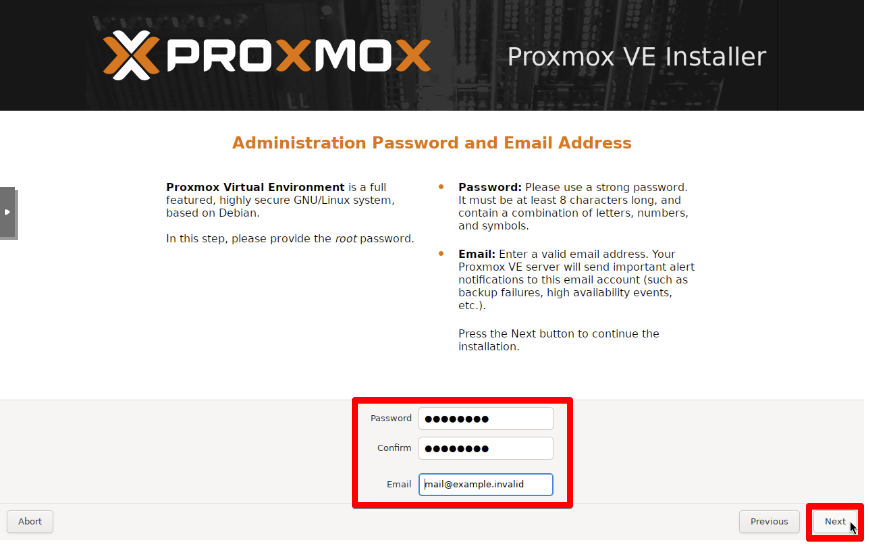 PROXMOX
Proxmox VE Installer
Administration Password and Email Address
Proxmox Virtual Environment is a full
featured, highly secure GNU/Linux system,
based on Debian.
In this step, please provide the root password.
Password: Please use a strong password.
It must be at least 8 characters long, and
contain a combination of letters, numbers,
and symbols.
Email: Enter a valid email address. Your
Proxmox VE server will send important alert
notifications to this email account (such as
backup failures, high availability events,
etc.).
Press the Next button to continue the
installation.
Password ●●●●●●●●
Confirm ●●●●●●●●
Email mail@example.invalid
Abort Previous Next